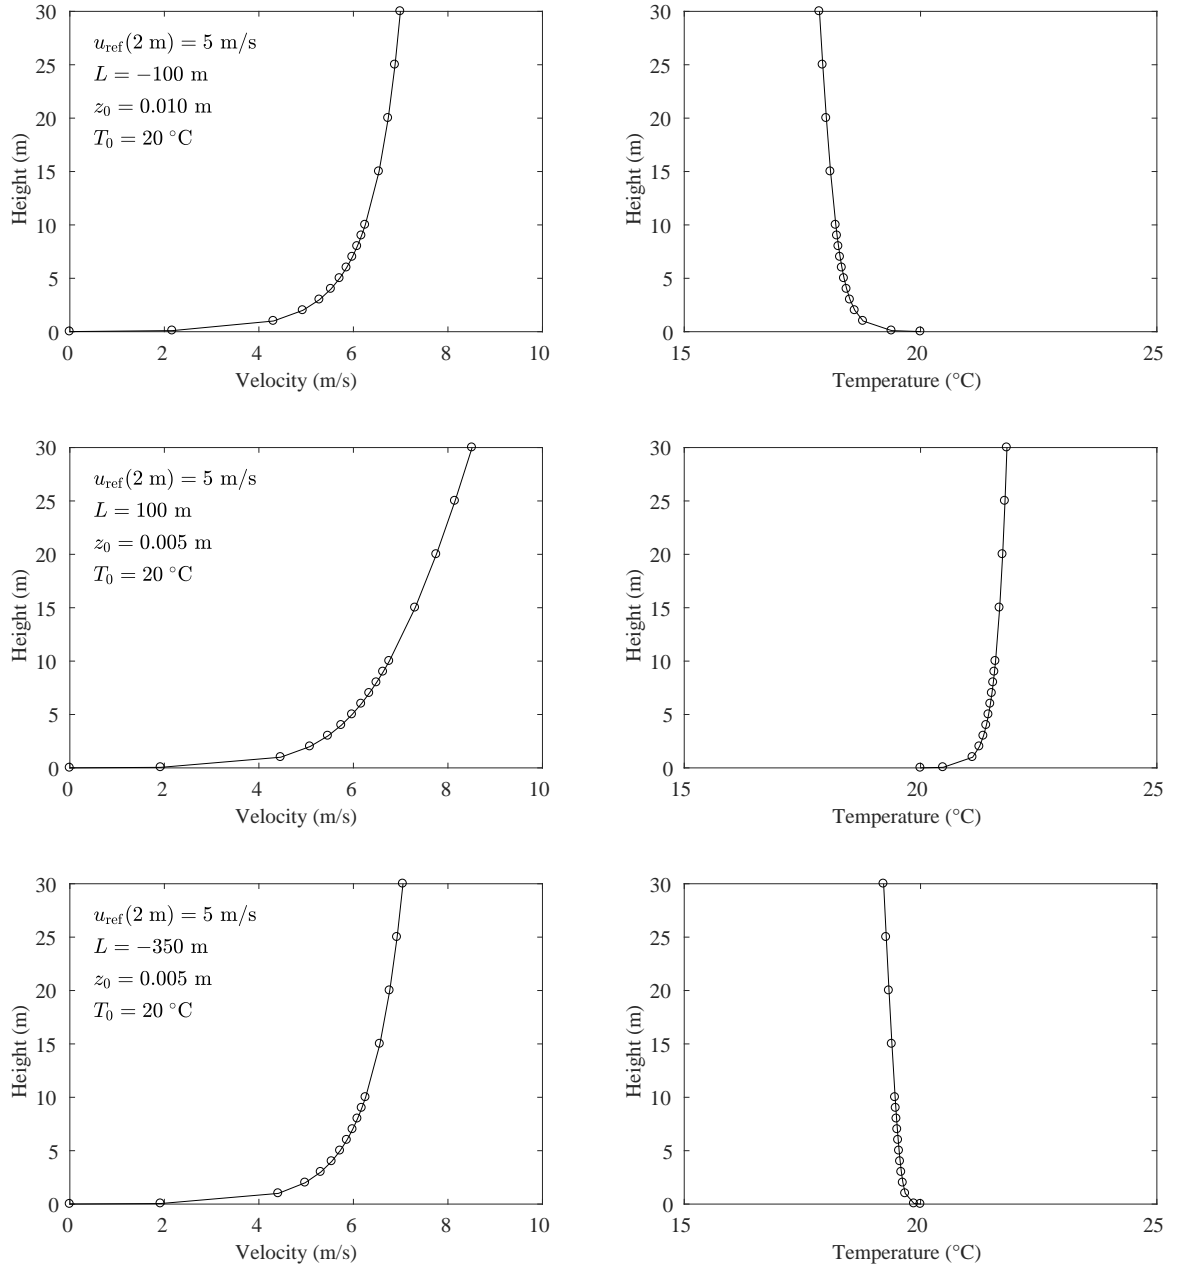 30
25
20
15
10
5
0
Height (m)
u_ref(2 m) = 5 m/s
L = −100 m
z_0 = 0.010 m
T_0 = 20 °C
0 2 4 6 8 10
Velocity (m/s)
30
25
20
15
10
5
0
Height (m)
15 20 25
Temperature (°C)
30
25
20
15
10
5
0
Height (m)
u_ref(2 m) = 5 m/s
L = 100 m
z_0 = 0.005 m
T_0 = 20 °C
0 2 4 6 8 10
Velocity (m/s)
30
25
20
15
10
5
0
Height (m)
15 20 25
Temperature (°C)
30
25
20
15
10
5
0
Height (m)
u_ref(2 m) = 5 m/s
L = −350 m
z_0 = 0.005 m
T_0 = 20 °C
0 2 4 6 8 10
Velocity (m/s)
30
25
20
15
10
5
0
Height (m)
15 20 25
Temperature (°C)